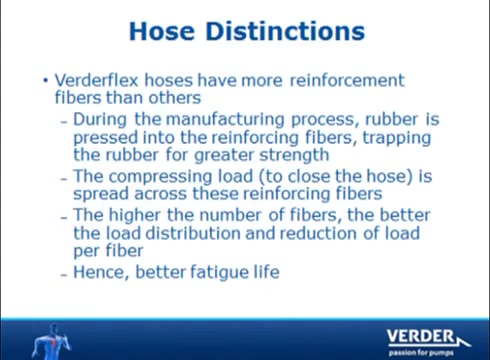 Hose Distinctions
• Verderflex hoses have more reinforcement
fibers than others
– During the manufacturing process, rubber is
pressed into the reinforcing fibers, trapping
the rubber for greater strength
– The compressing load (to close the hose) is
spread across these reinforcing fibers
– The higher the number of fibers, the better
the load distribution and reduction of load
per fiber
– Hence, better fatigue life
VERDER
passion for pumps